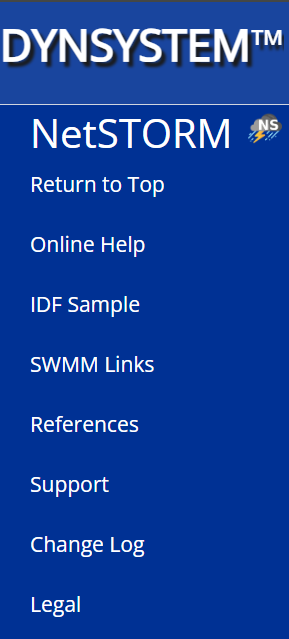 DYNSYSTEM™
NetSTORM NS
Return to Top
Online Help
IDF Sample
SWMM Links
References
Support
Change Log
Legal